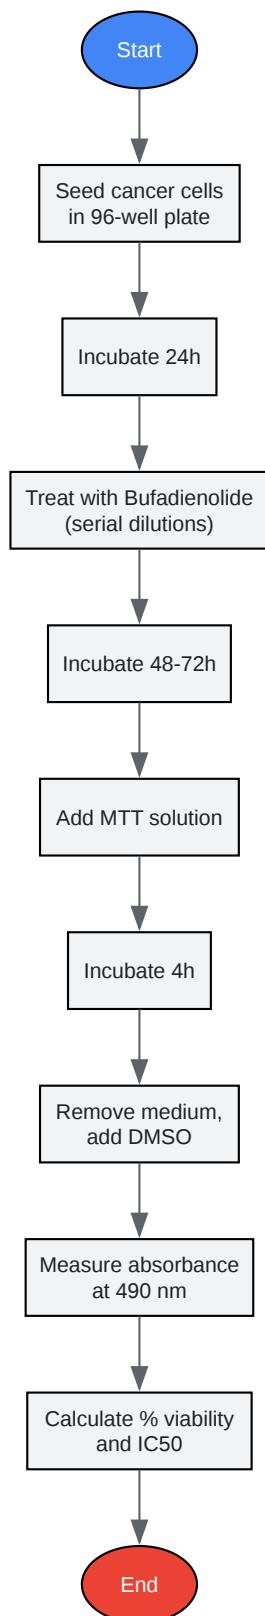 Start
Seed cancer cells
in 96-well plate
Incubate 24h
Treat with Bufadienolide
(serial dilutions)
Incubate 48-72h
Add MTT solution
Incubate 4h
Remove medium,
add DMSO
Measure absorbance
at 490 nm
Calculate % viability
and IC50
End